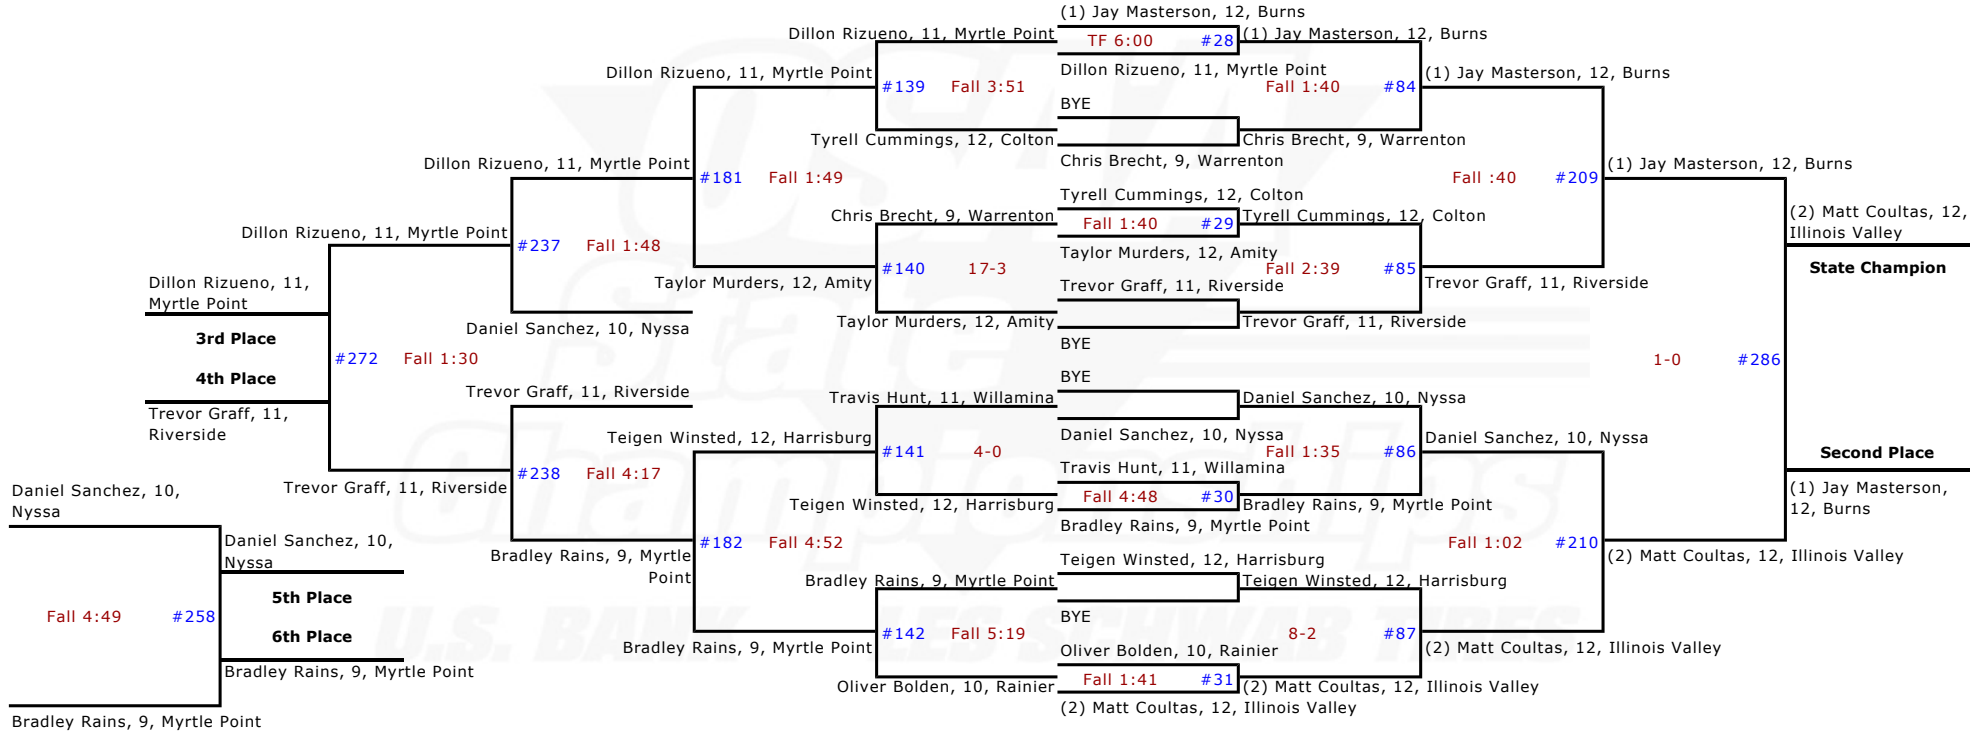 (1) Jay Masterson, 12, Burns
TF 6:00 #28
Dillon Rizueno, 11, Myrtle Point
BYE
Chris Brecht, 9, Warrenton
Tyrell Cummings, 12, Colton
Fall 1:40 #29
Taylor Murders, 12, Amity
Trevor Graff, 11, Riverside
BYE
BYE
Daniel Sanchez, 10, Nyssa
Travis Hunt, 11, Willamina
Fall 4:48 #30
Bradley Rains, 9, Myrtle Point
Teigen Winsted, 12, Harrisburg
BYE
Oliver Bolden, 10, Rainier
Fall 1:41 #31
(2) Matt Coultas, 12, Illinois Valley
(1) Jay Masterson, 12, Burns
Fall 1:40 #84
Chris Brecht, 9, Warrenton
Tyrell Cummings, 12, Colton
Fall 2:39 #85
Trevor Graff, 11, Riverside
Daniel Sanchez, 10, Nyssa
Fall 1:35 #86
Bradley Rains, 9, Myrtle Point
Teigen Winsted, 12, Harrisburg
8-2 #87
(2) Matt Coultas, 12, Illinois Valley
(1) Jay Masterson, 12, Burns
Fall :40 #209
Trevor Graff, 11, Riverside
Daniel Sanchez, 10, Nyssa
Fall 1:02 #210
(2) Matt Coultas, 12, Illinois Valley
(1) Jay Masterson, 12, Burns
1-0 #286
(2) Matt Coultas, 12, Illinois Valley
(2) Matt Coultas, 12,
Illinois Valley
State Champion
Second Place
(1) Jay Masterson,
12, Burns
Dillon Rizueno, 11, Myrtle Point
#139 Fall 3:51
Tyrell Cummings, 12, Colton
Chris Brecht, 9, Warrenton
#140 17-3
Taylor Murders, 12, Amity
Travis Hunt, 11, Willamina
#141 4-0
Teigen Winsted, 12, Harrisburg
Bradley Rains, 9, Myrtle Point
#142 Fall 5:19
Oliver Bolden, 10, Rainier
Dillon Rizueno, 11, Myrtle Point
#181 Fall 1:49
Taylor Murders, 12, Amity
Teigen Winsted, 12, Harrisburg
#182 Fall 4:52
Bradley Rains, 9, Myrtle Point
Dillon Rizueno, 11, Myrtle Point
#237 Fall 1:48
Daniel Sanchez, 10, Nyssa
Trevor Graff, 11, Riverside
#238 Fall 4:17
Bradley Rains, 9, Myrtle
Point
Dillon Rizueno, 11, Myrtle Point
#272 Fall 1:30
Trevor Graff, 11, Riverside
Dillon Rizueno, 11,
Myrtle Point
3rd Place
4th Place
Trevor Graff, 11,
Riverside
Daniel Sanchez, 10,
Nyssa
Fall 4:49 #258
Bradley Rains, 9, Myrtle Point
Daniel Sanchez, 10,
Nyssa
5th Place
6th Place
Bradley Rains, 9, Myrtle Point
OSAA
State
Championships
U.S. BANK LES SCHWAB TIRES